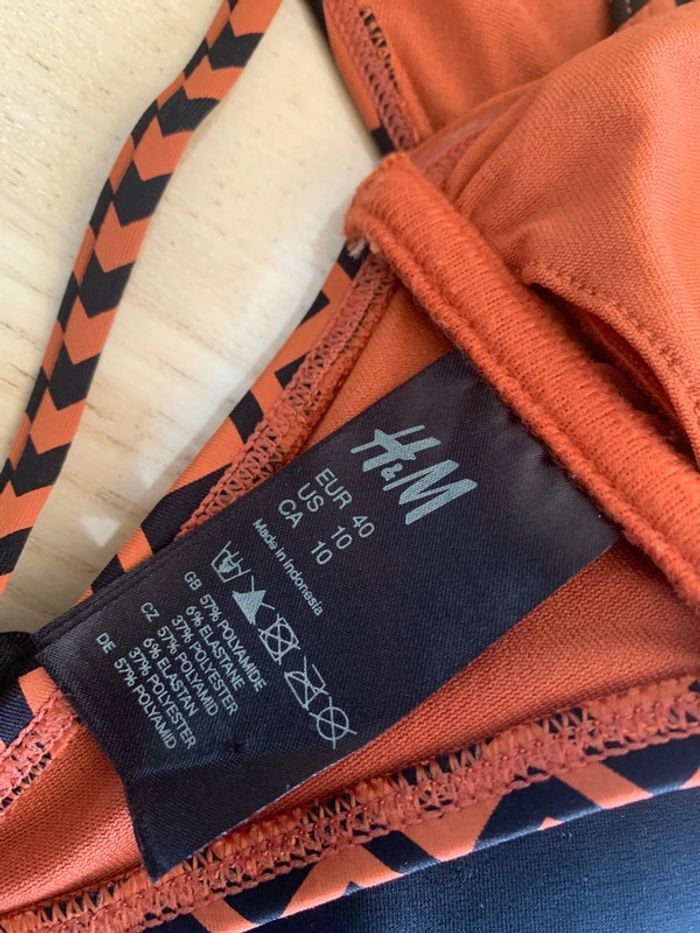 H&M
EUR 40
US 10
CA 10
Made in Indonesia
GB 57% POLYAMIDE
37% POLYESTER
6% ELASTANE
CZ 57% POLYAMID
37% POLYESTER
6% ELASTAN
DE 57% POLYAMID